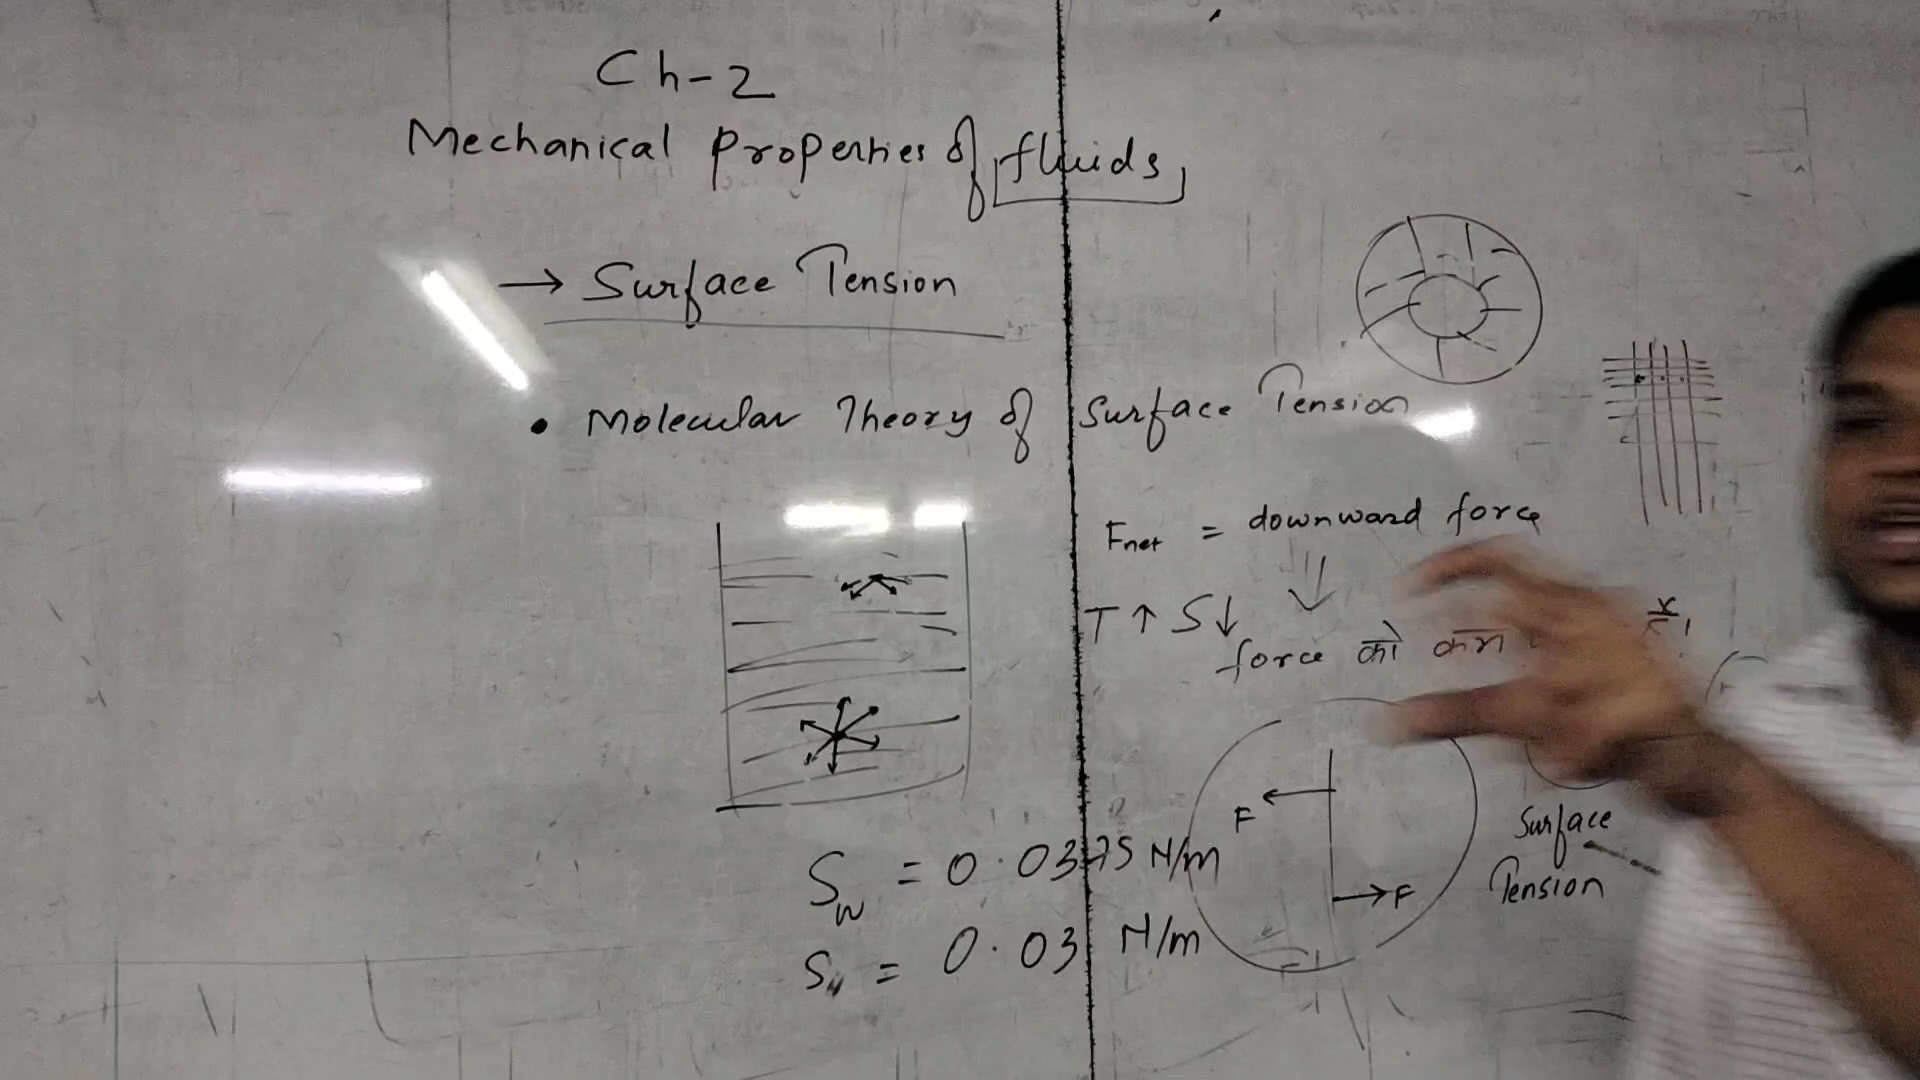 Ch-2
Mechanical Properties of fluids
→ Surface Tension
• Molecular Theory of Surface Tension
Fnet = downward force
T ↑ S ↓
force को कम
F
F
Surface Tension
Sw = 0.0375 N/m
= 0.03 N/m